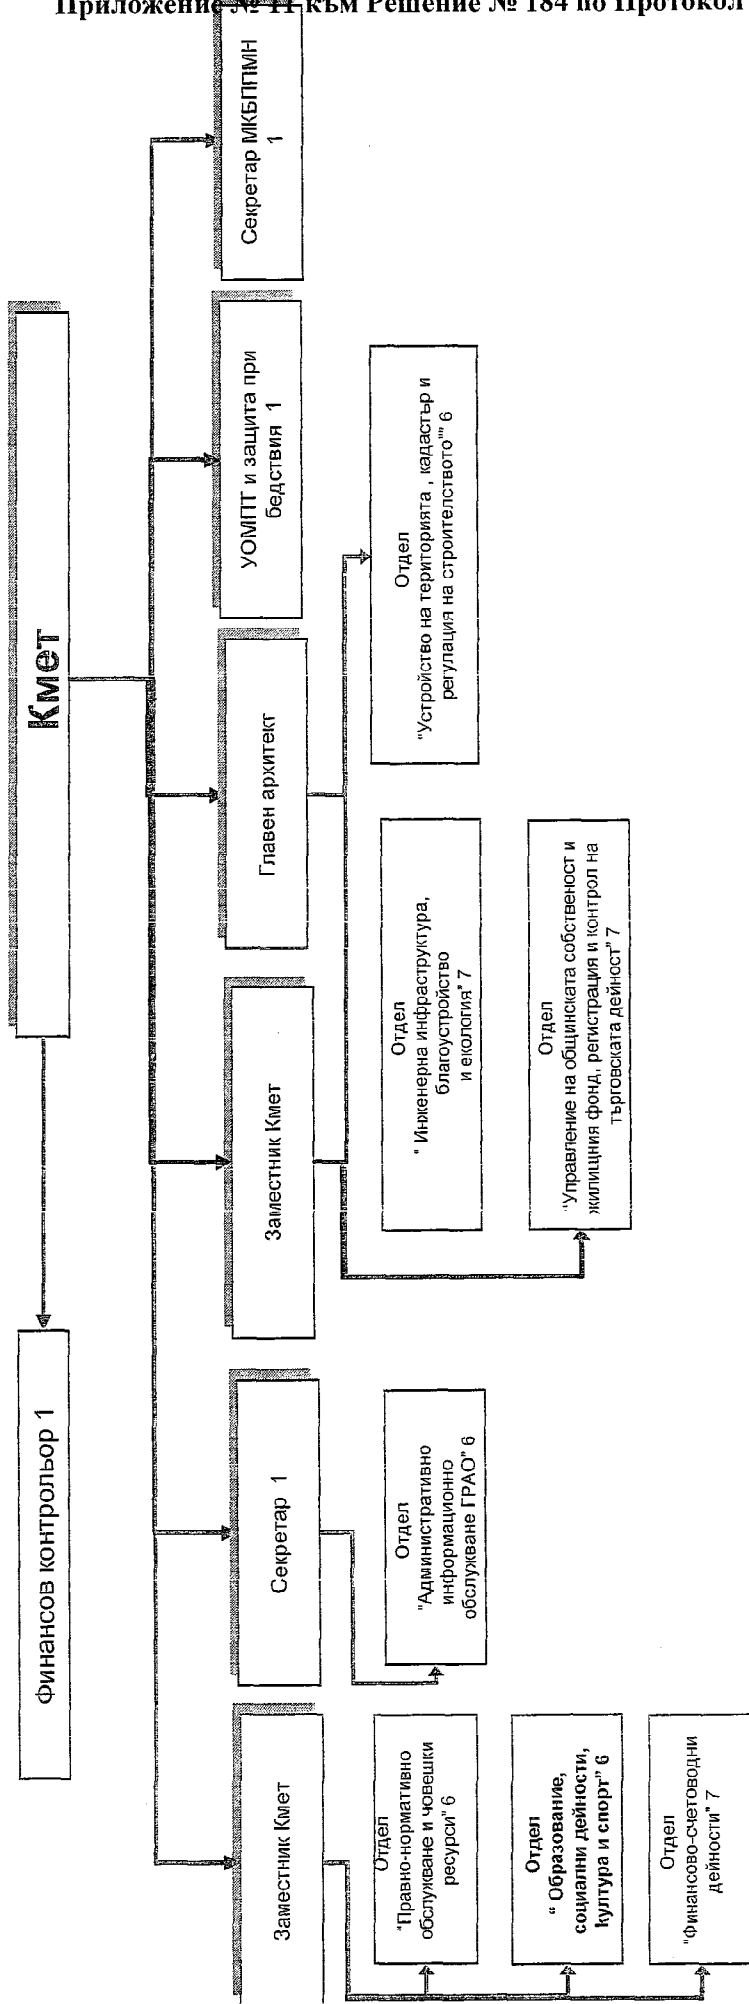 Приложение № 11 към Решение № 184 по Протокол
Кмет
Финансов контрольор 1
Заместник Кмет
Секретар 1
Заместник Кмет
Главен архитект
УОМПТ и защита при
бедствия 1
Секретар МКБППМН
1
Отдел
"Правно-нормативно
обслужване и човешки
ресурси" 6
Отдел
" Образование,
социални дейности,
култура и спорт" 6
Отдел
"Финансово-счетоводни
дейности" 7
Отдел
"Административно
информационно
обслужване ГРАО" 6
Отдел
" Инженерна инфраструктура,
благоустройство
и екология" 7
Отдел
"Управление на общинската собственост и
жилищния фонд, регистрация и контрол на
търговската дейност" 7
Отдел
"Устройство на територията , кадастър и
регулация на строителството"" 6